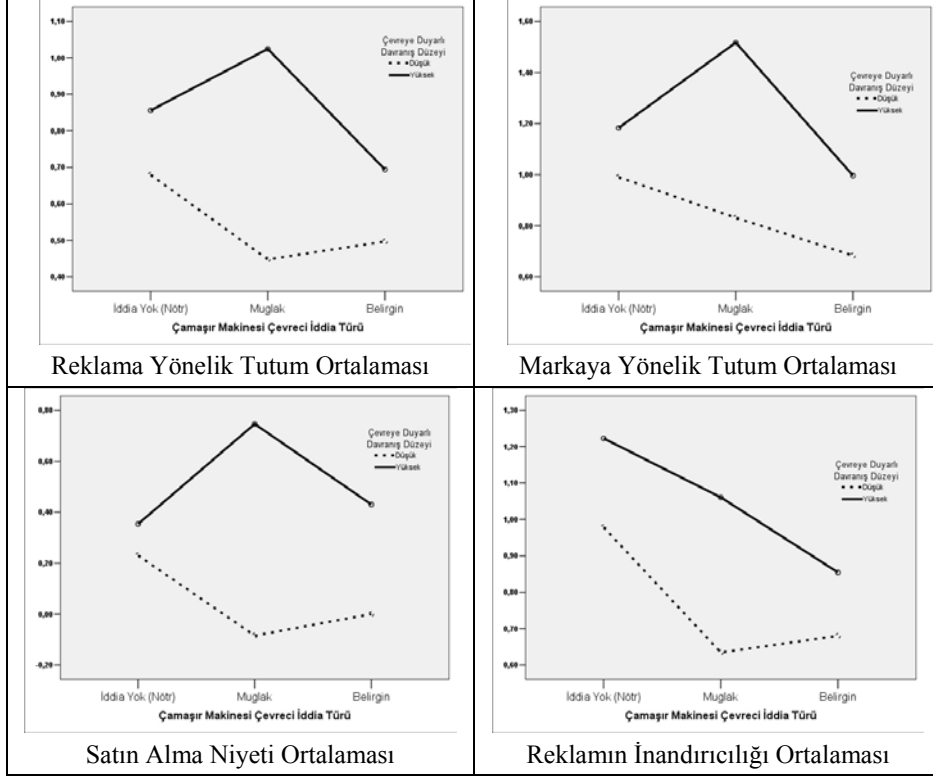 1,10
1,00
0,90
0,80
0,70
0,60
0,50
0,40
Çevreye Duyarlı
Davranış Düzeyi
Düşük
Yüksek
İddia Yok (Nötr) Muglak Belirgin
Çamaşır Makinesi Çevreci İddia Türü
Reklama Yönelik Tutum Ortalaması
1,60
1,40
1,20
1,00
0,80
0,60
Çevreye Duyarlı
Davranış Düzeyi
Düşük
Yüksek
İddia Yok (Nötr) Muglak Belirgin
Çamaşır Makinesi Çevreci İddia Türü
Markaya Yönelik Tutum Ortalaması
0,80
0,60
0,40
0,20
0,00
-0,20
Çevreye Duyarlı
Davranış Düzeyi
Düşük
Yüksek
İddia Yok (Nötr) Muglak Belirgin
Çamaşır Makinesi Çevreci İddia Türü
Satın Alma Niyeti Ortalaması
1,30
1,20
1,10
1,00
0,90
0,80
0,70
0,60
Çevreye Duyarlı
Davranış Düzeyi
Düşük
Yüksek
İddia Yok (Nötr) Muglak Belirgin
Çamaşır Makinesi Çevreci İddia Türü
Reklamın İnandırıcılığı Ortalaması